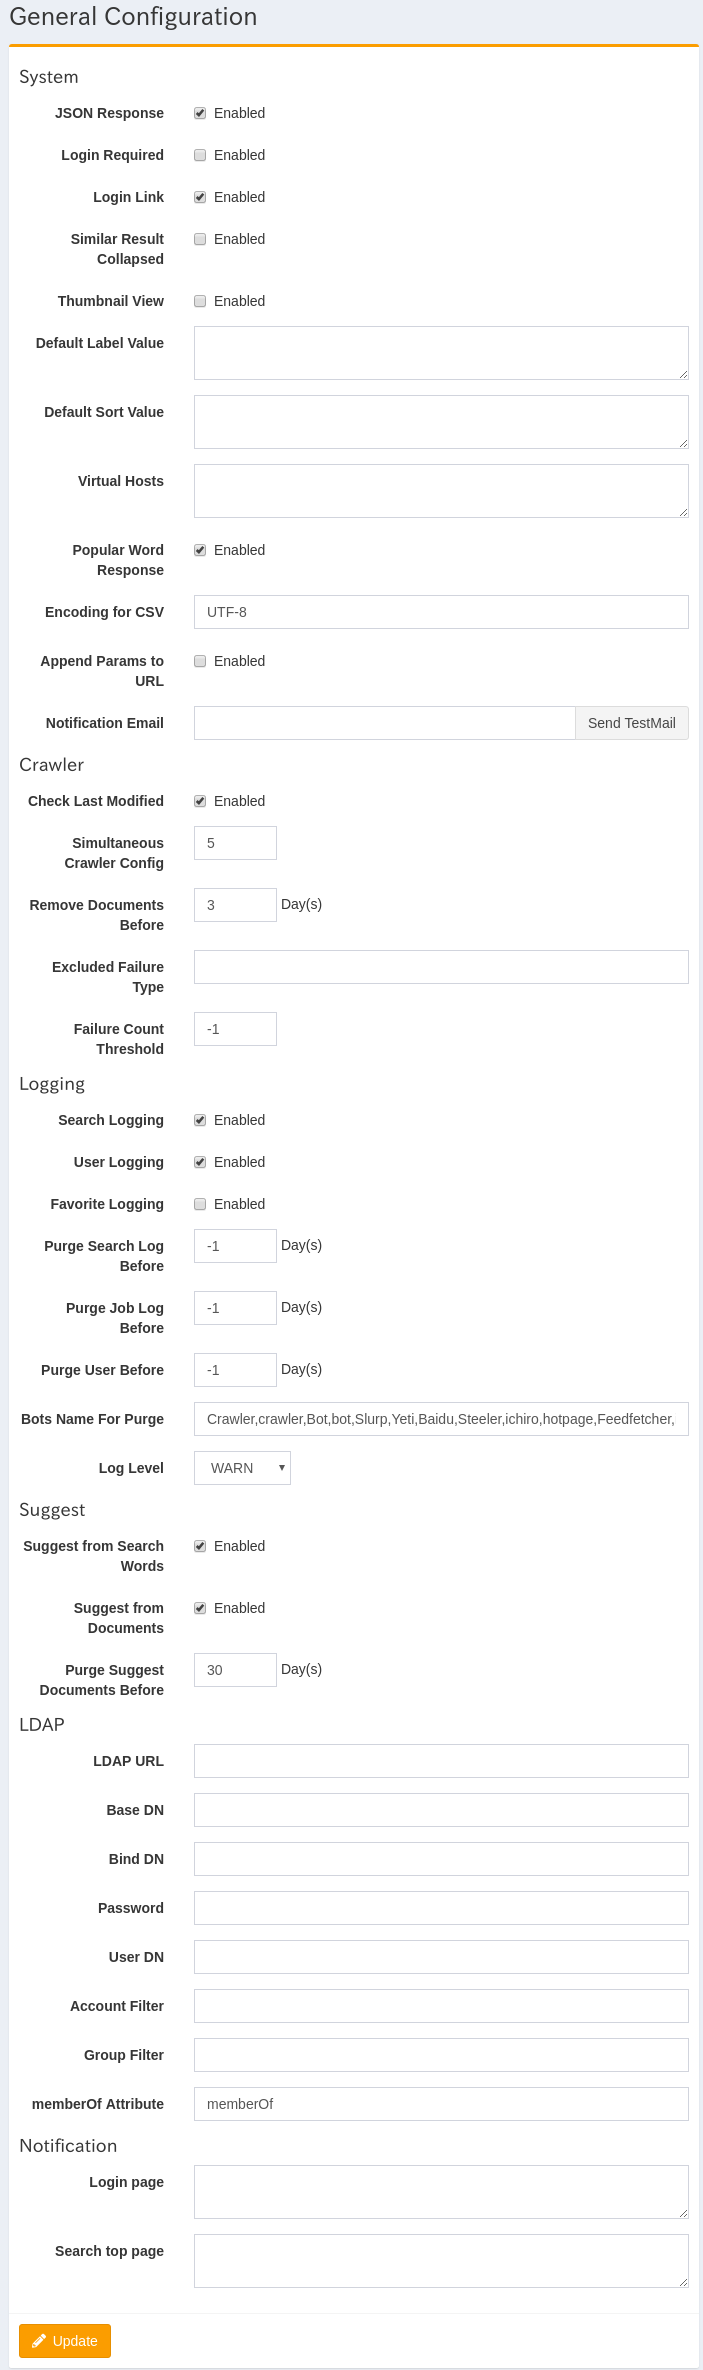 General Configuration
System
JSON Response Enabled
Login Required Enabled
Login Link Enabled
Similar Result Enabled
Collapsed
Thumbnail View Enabled
Default Label Value
Default Sort Value
Virtual Hosts
Popular Word Enabled
Response
Encoding for CSV UTF-8
Append Params to Enabled
URL
Notification Email Send TestMail
Crawler
Check Last Modified Enabled
Simultaneous 5
Crawler Config
Remove Documents 3 Day(s)
Before
Excluded Failure
Type
Failure Count -1
Threshold
Logging
Search Logging Enabled
User Logging Enabled
Favorite Logging Enabled
Purge Search Log -1 Day(s)
Before
Purge Job Log -1 Day(s)
Before
Purge User Before -1 Day(s)
Bots Name For Purge Crawler,crawler,Bot,bot,Slurp,Yeti,Baidu,Steeler,ichiro,hotpage,Feedfetcher,
Log Level WARN
Suggest
Suggest from Search Enabled
Words
Suggest from Enabled
Documents
Purge Suggest 30 Day(s)
Documents Before
LDAP
LDAP URL
Base DN
Bind DN
Password
User DN
Account Filter
Group Filter
memberOf Attribute memberOf
Notification
Login page
Search top page
Update